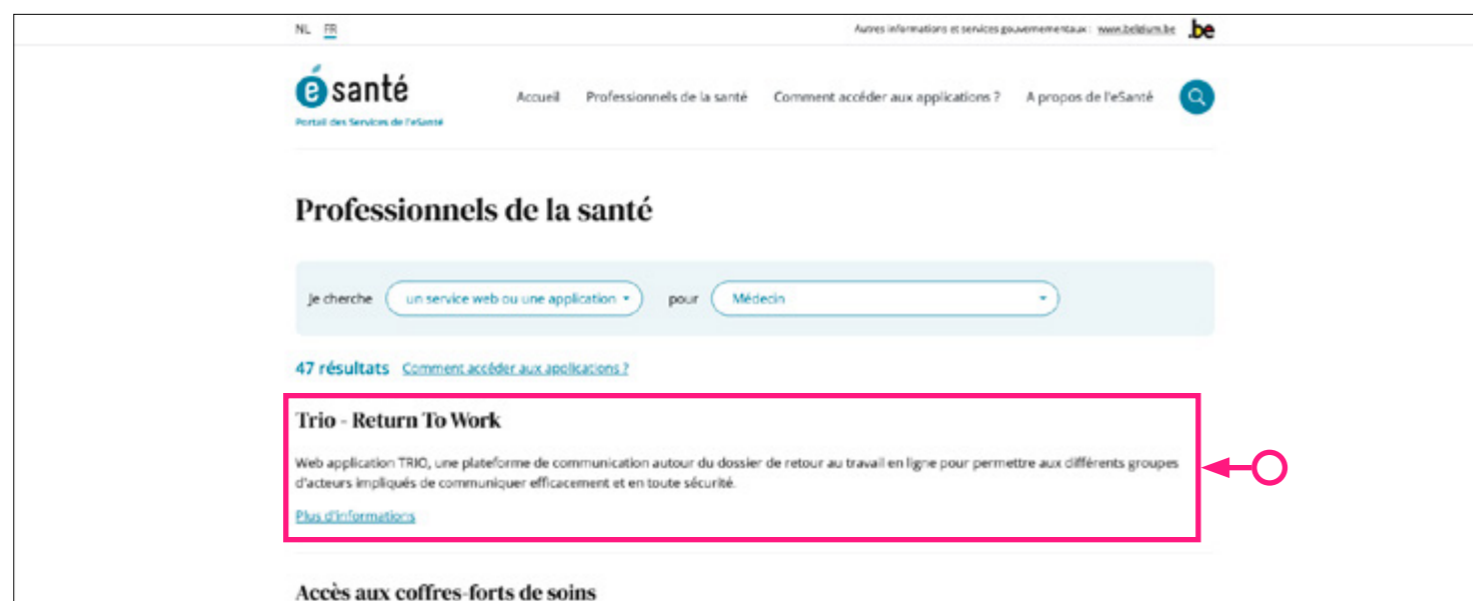 NL FR Autres informations et services gouvernementaux : www.belgium.be .be
é santé
Portail des Services de l'eSanté
Accueil Professionnels de la santé Comment accéder aux applications ? A propos de l'eSanté
Professionnels de la santé
Je cherche un service web ou une application pour Médecin
47 résultats Comment accéder aux applications ?
Trio - Return To Work
Web application TRIO, une plateforme de communication autour du dossier de retour au travail en ligne pour permettre aux différents groupes
d'acteurs impliqués de communiquer efficacement et en toute sécurité.
Plus d'informations
Accès aux coffres-forts de soins